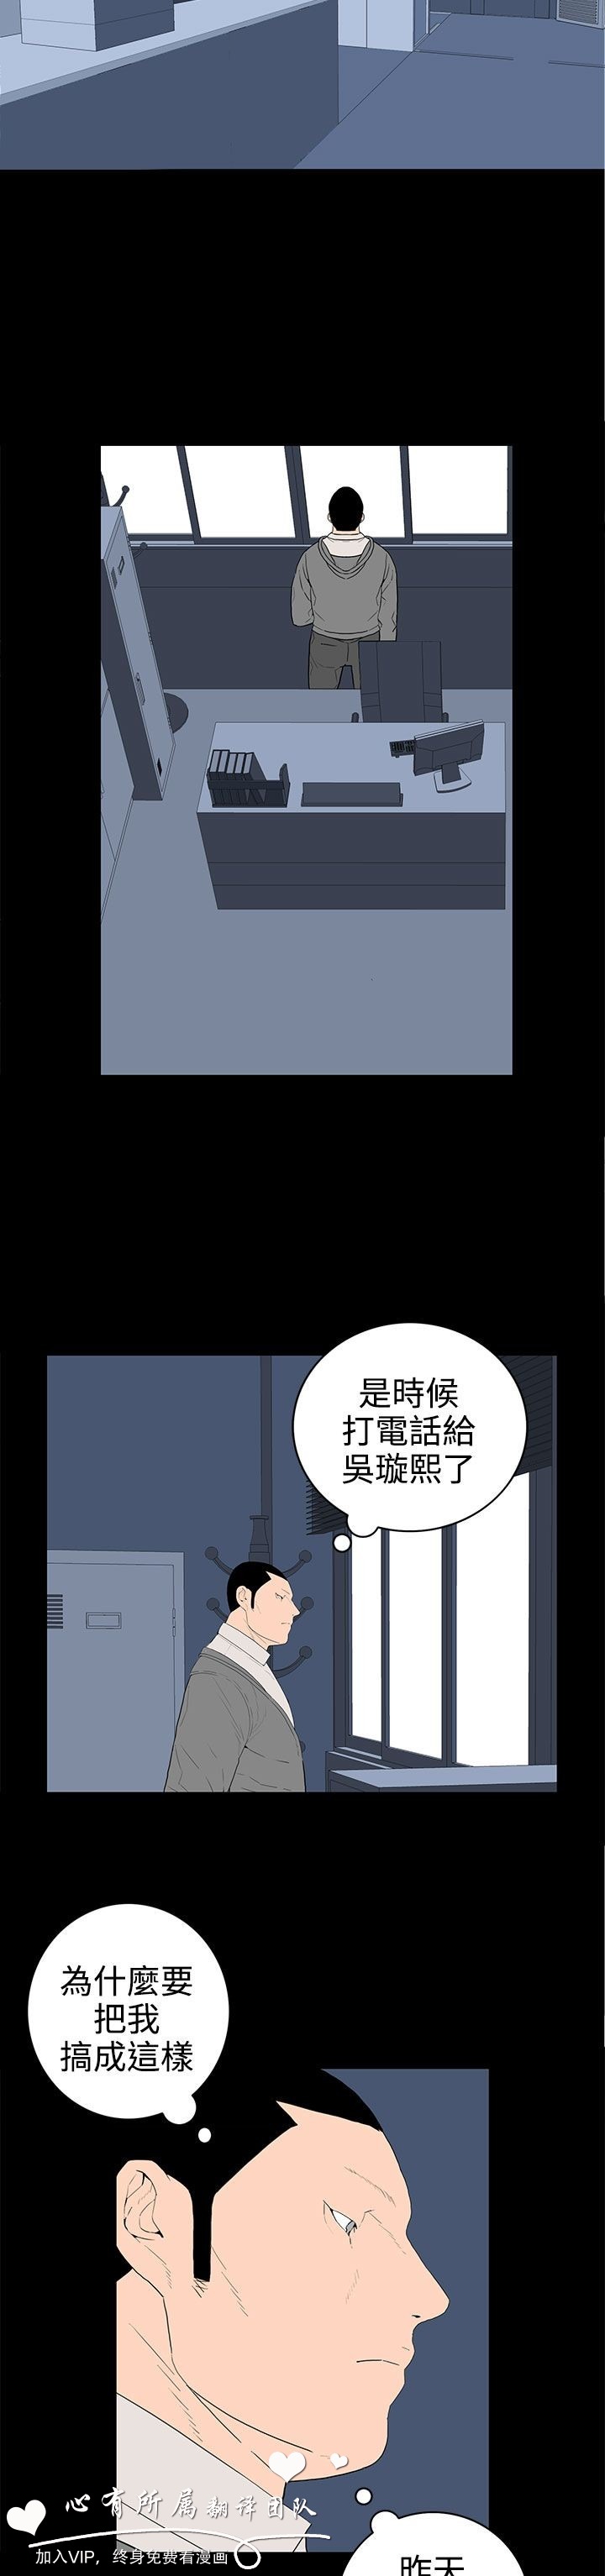 是時候
打電話給
吳璇熙了
為什麼要
把我
搞成這樣
心有所属翻译团队
加入VIP，终身免费看漫画
昨天